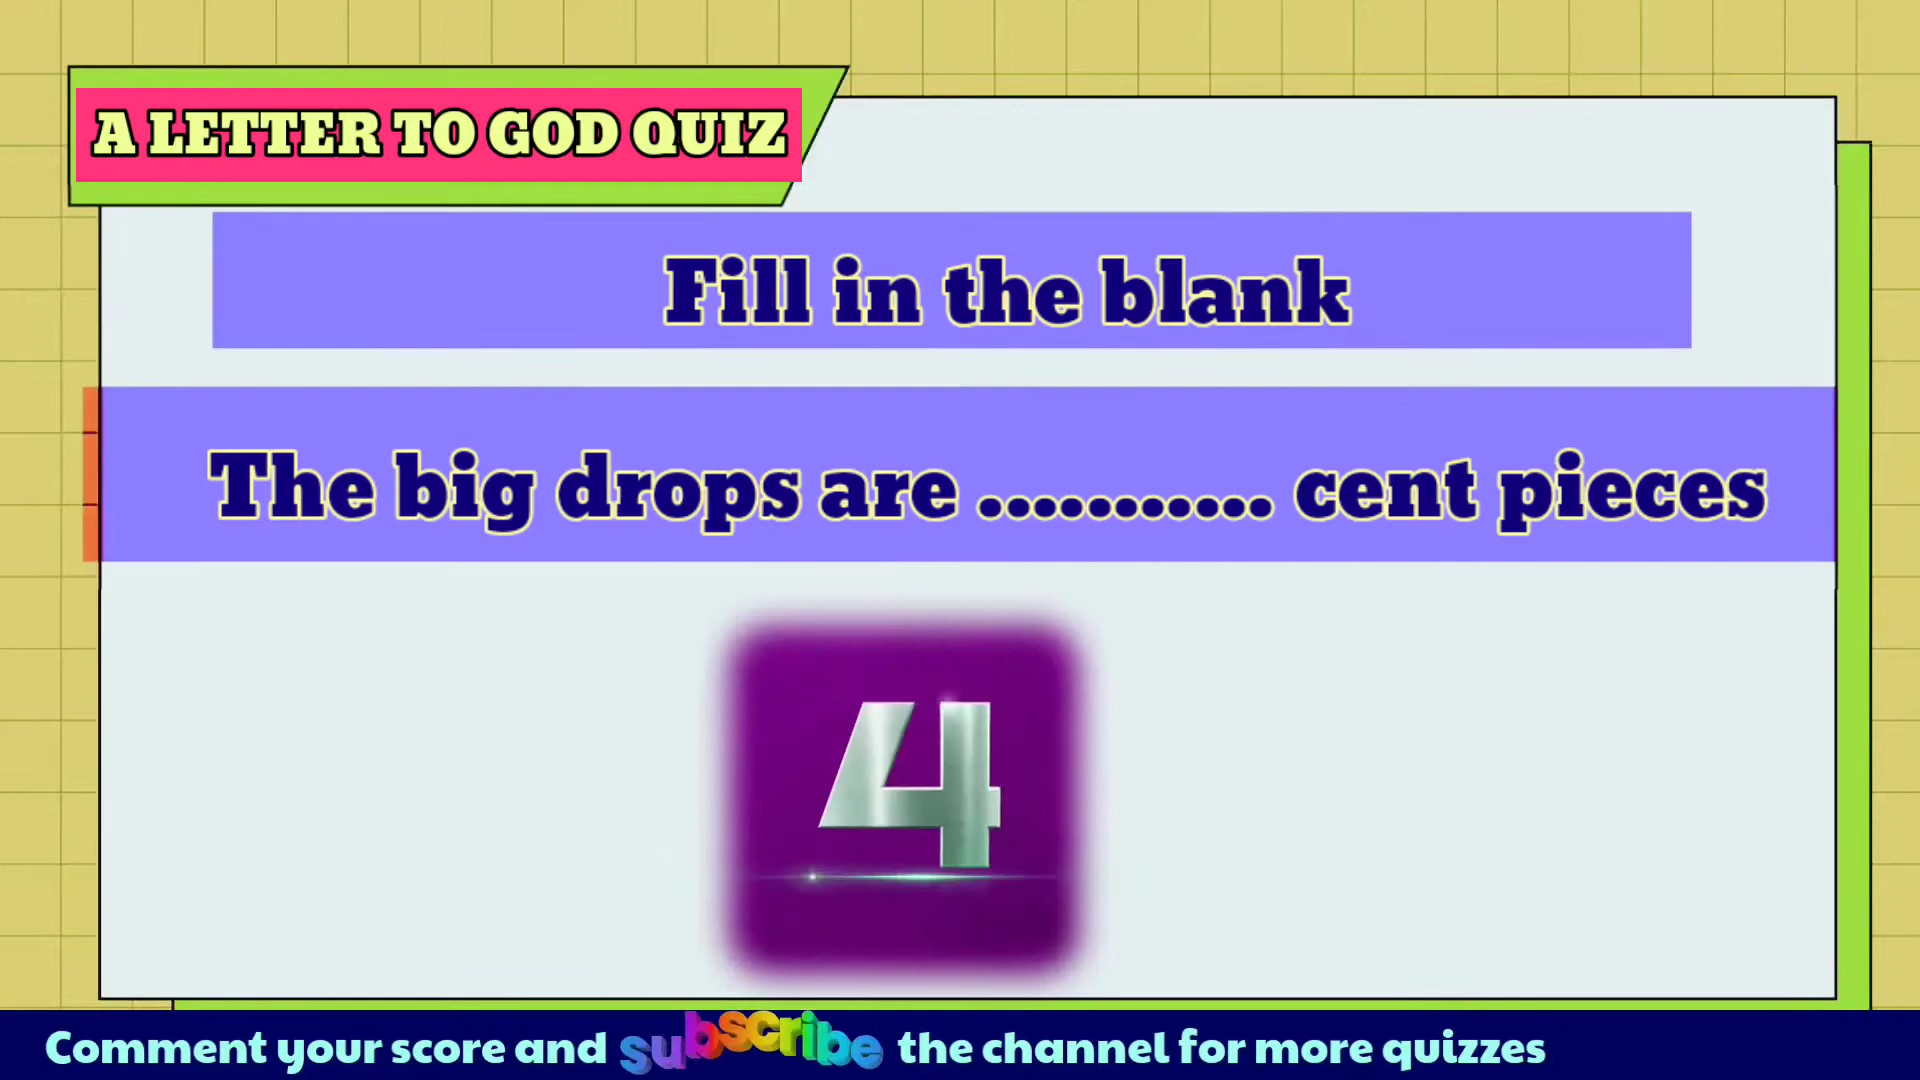 A LETTER TO GOD QUIZ
Fill in the blank
The big drops are ........... cent pieces
4
Comment your score and subscribe the channel for more quizzes